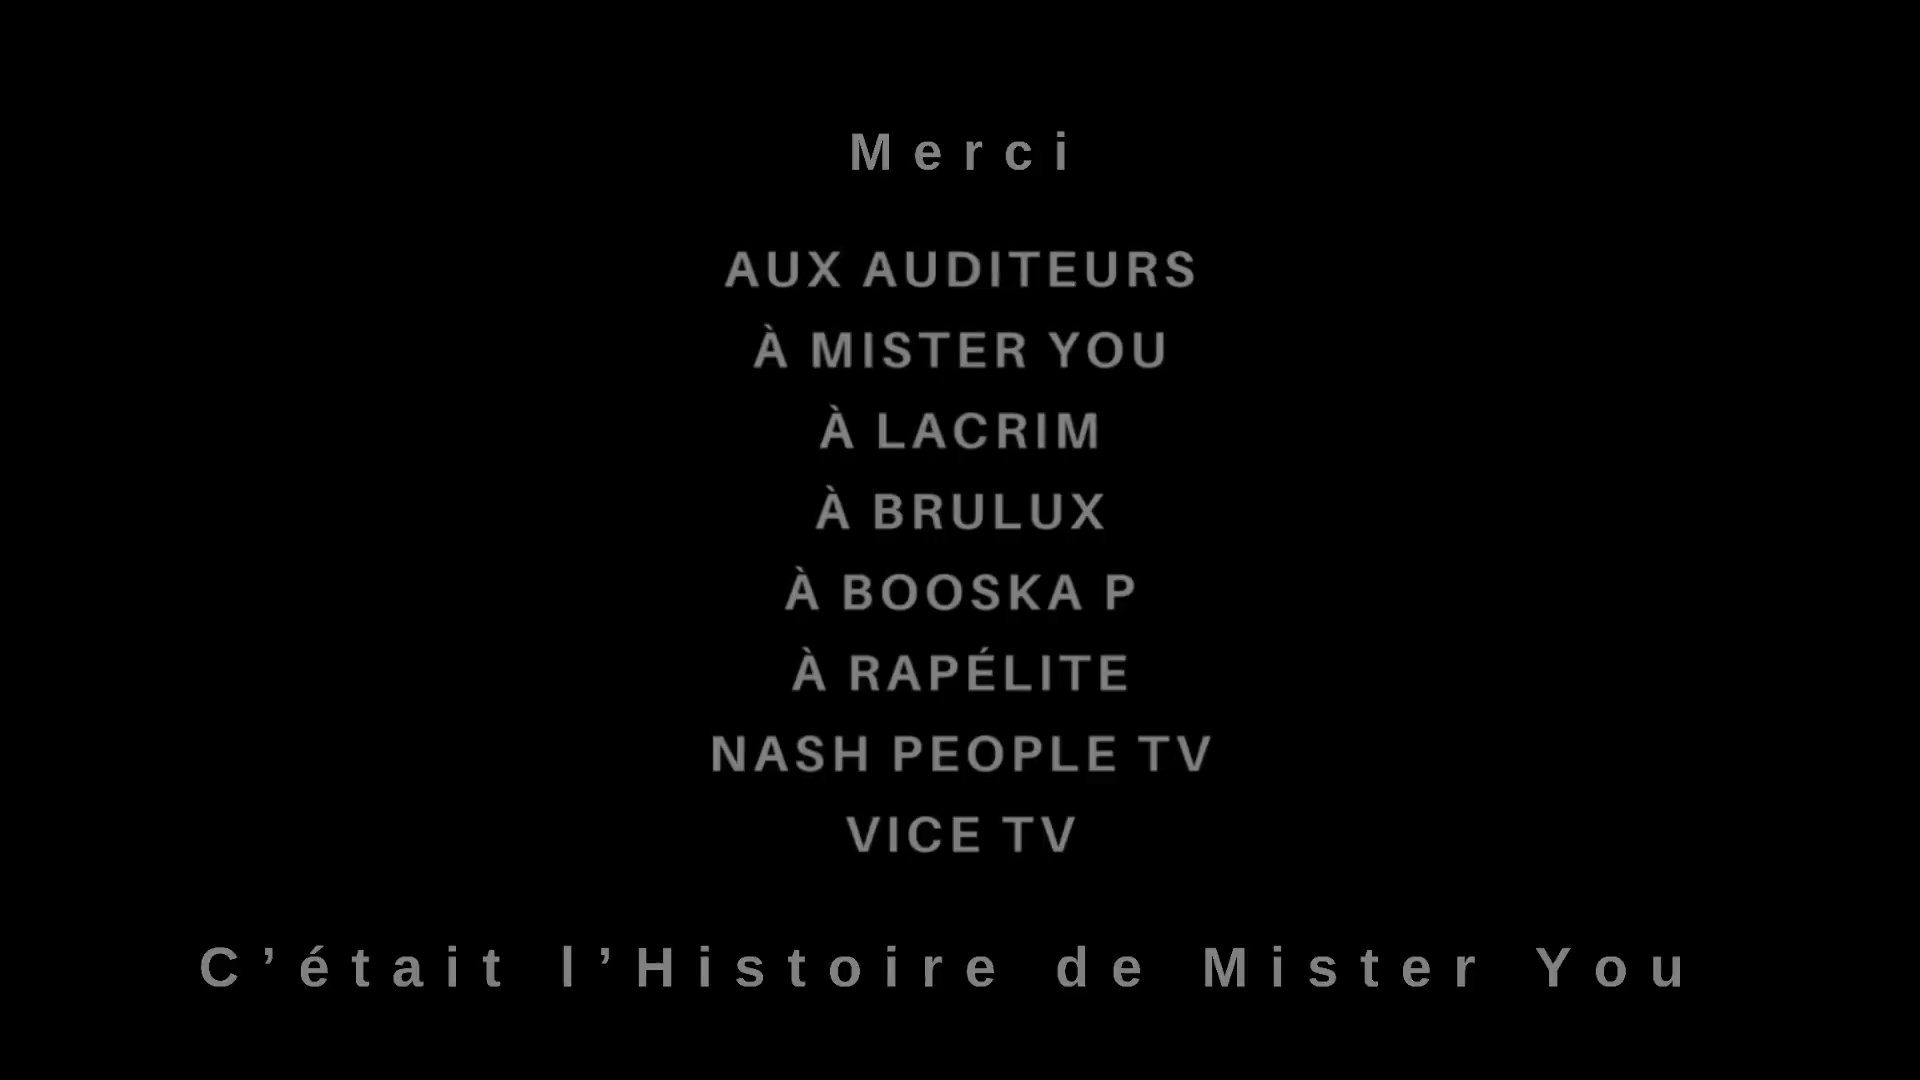 Merci
AUX AUDITEURS
À MISTER YOU
À LACRIM
À BRULUX
À BOOSKA P
À RAPÉLITE
NASH PEOPLE TV
VICE TV
C’était l’Histoire de Mister You